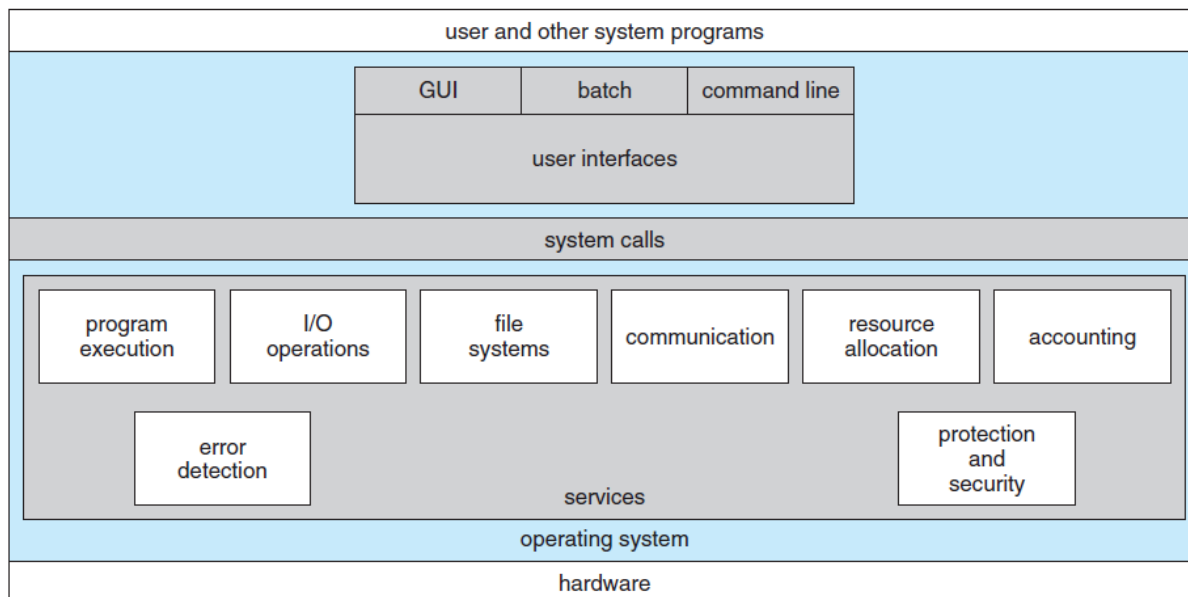 user and other system programs
GUI
batch
command line
user interfaces
system calls
program
execution
I/O
operations
file
systems
communication
resource
allocation
accounting
error
detection
protection
and
security
services
operating system
hardware